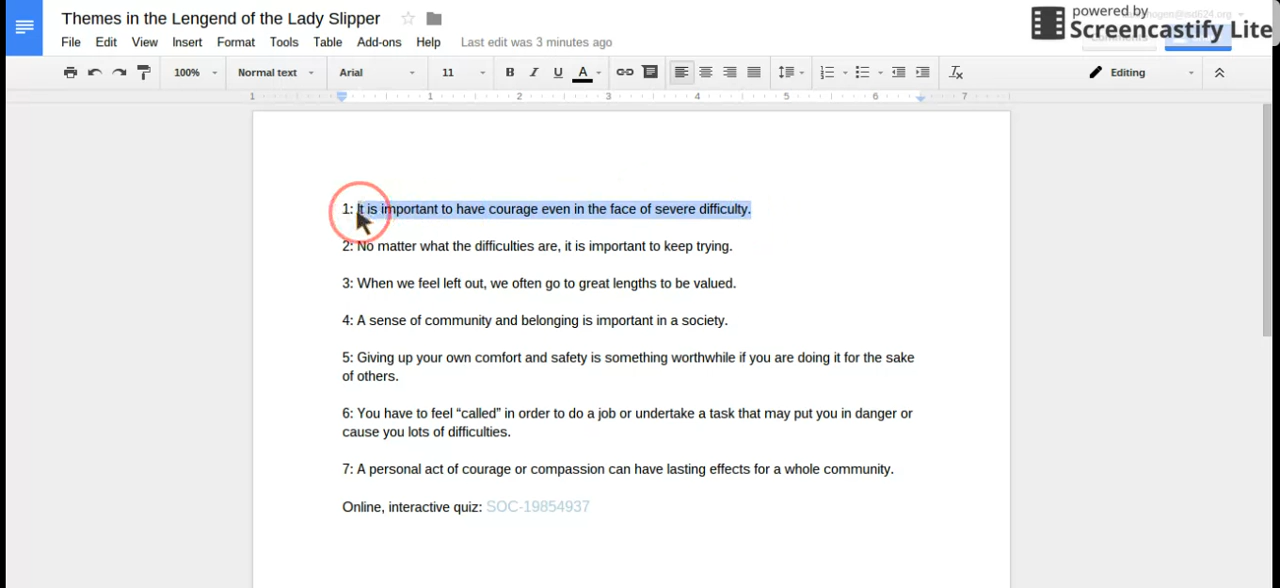 Themes in the Lengend of the Lady Slipper
powered by
Screencastify Lite
File Edit View Insert Format Tools Table Add-ons Help Last edit was 3 minutes ago
100% Normal text Arial 11 B I U A Editing
1 1 2 3 4 5 6 7
1: It is important to have courage even in the face of severe difficulty.
2: No matter what the difficulties are, it is important to keep trying.
3: When we feel left out, we often go to great lengths to be valued.
4: A sense of community and belonging is important in a society.
5: Giving up your own comfort and safety is something worthwhile if you are doing it for the sake
of others.
6: You have to feel “called” in order to do a job or undertake a task that may put you in danger or
cause you lots of difficulties.
7: A personal act of courage or compassion can have lasting effects for a whole community.
Online, interactive quiz: SOC-19854937